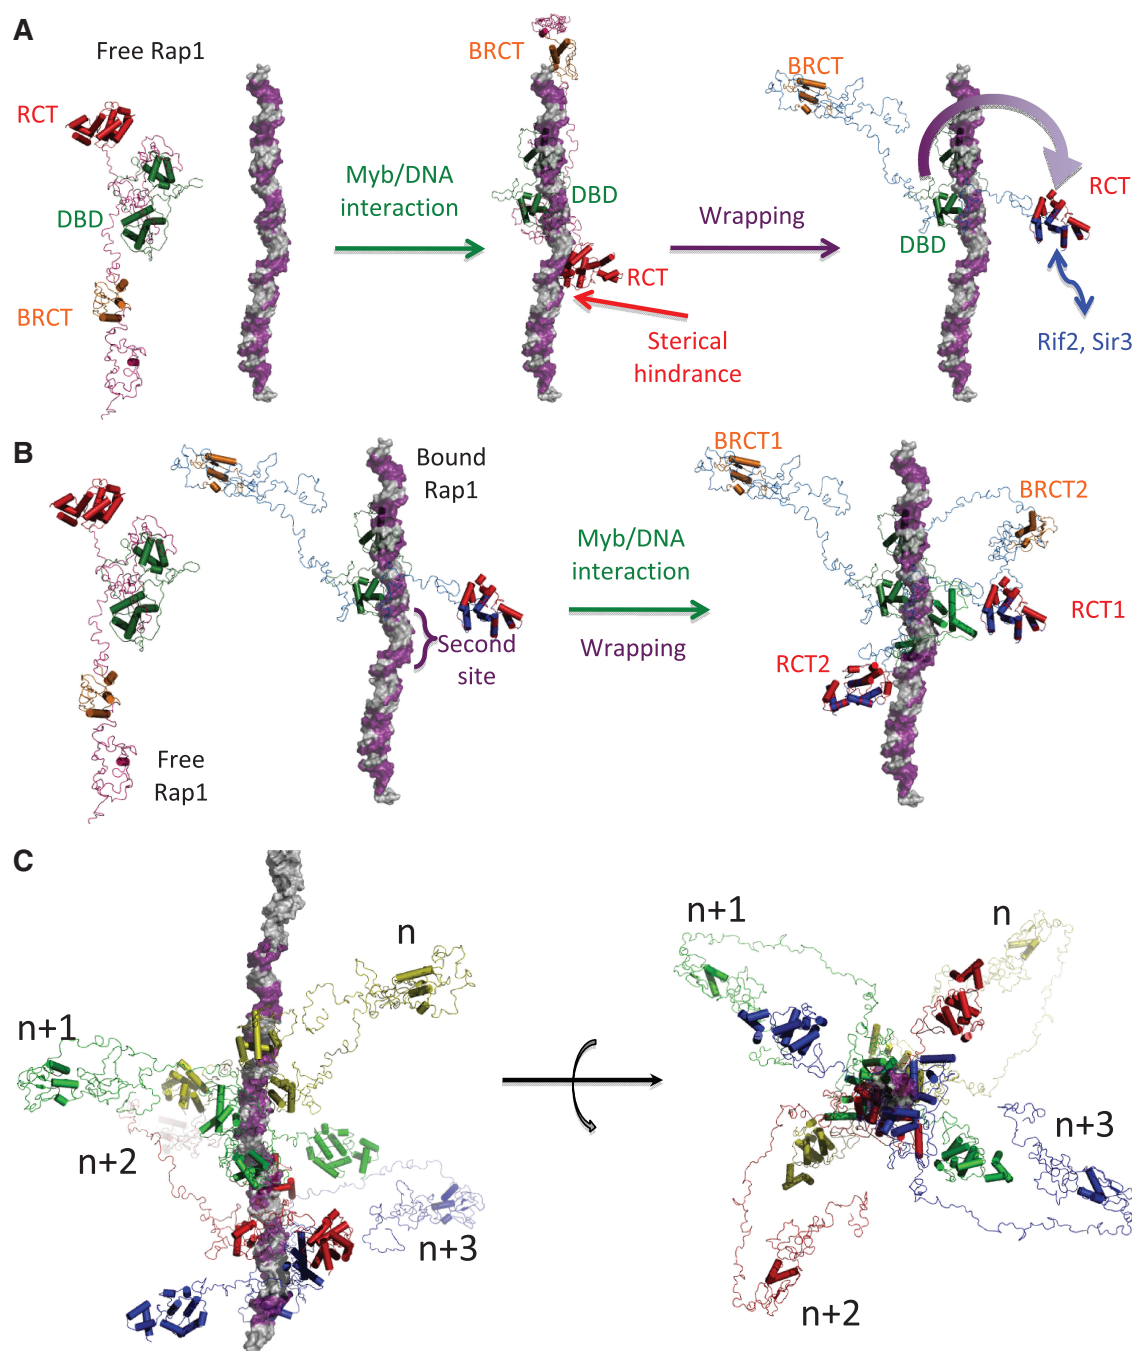 A
Free Rap1
RCT
DBD
BRCT
Myb/DNA
interaction
BRCT
DBD
RCT
Sterical
hindrance
Wrapping
BRCT
DBD
RCT
Rif2, Sir3
B
Free
Rap1
Bound
Rap1
Second
site
Myb/DNA
interaction
Wrapping
BRCT1
BRCT2
RCT1
RCT2
C
n
n+1
n+2
n+3
n+1
n
n+3
n+2